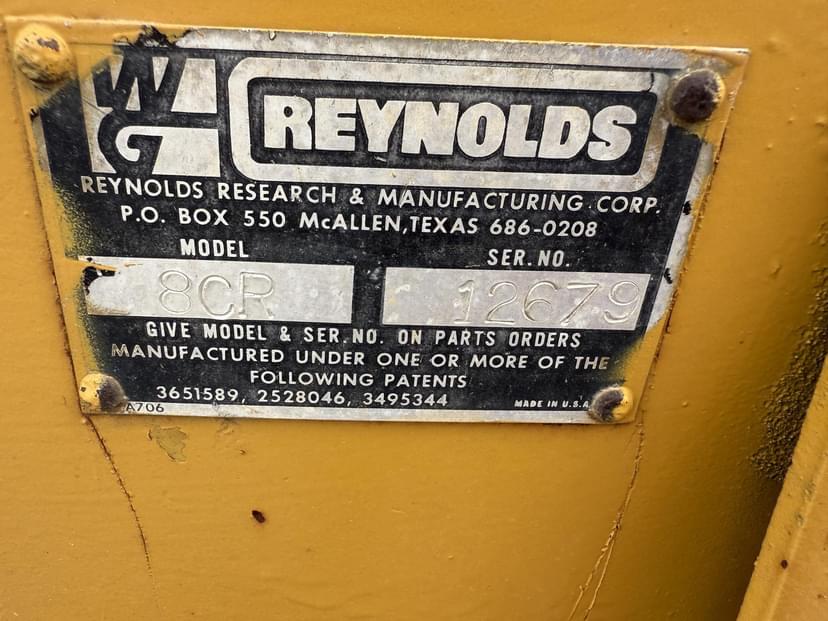 REYNOLDS
REYNOLDS RESEARCH & MANUFACTURING CORP.
P.O. BOX 550 McALLEN, TEXAS 686-0208
MODEL SER. NO.
8CR 12679
GIVE MODEL & SER. NO. ON PARTS ORDERS
MANUFACTURED UNDER ONE OR MORE OF THE
FOLLOWING PATENTS
3651589, 2528046, 3495344
MADE IN U.S.A
A706